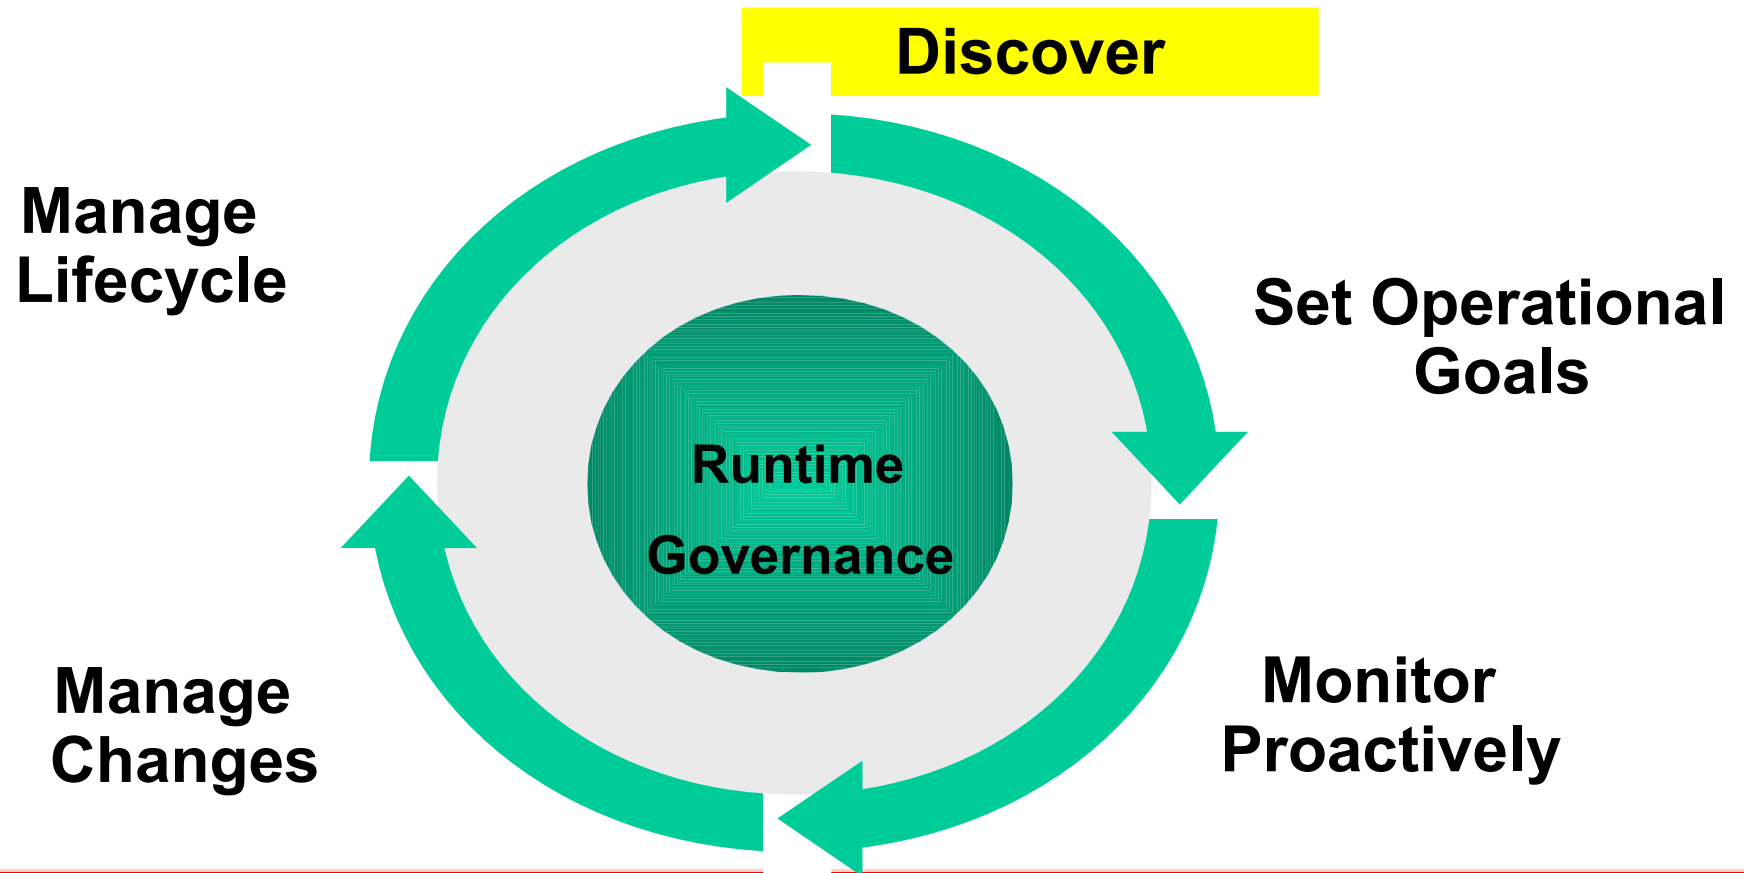 Discover
Manage
Lifecycle
Set Operational
Goals
Runtime
Governance
Monitor
Proactively
Manage
Changes